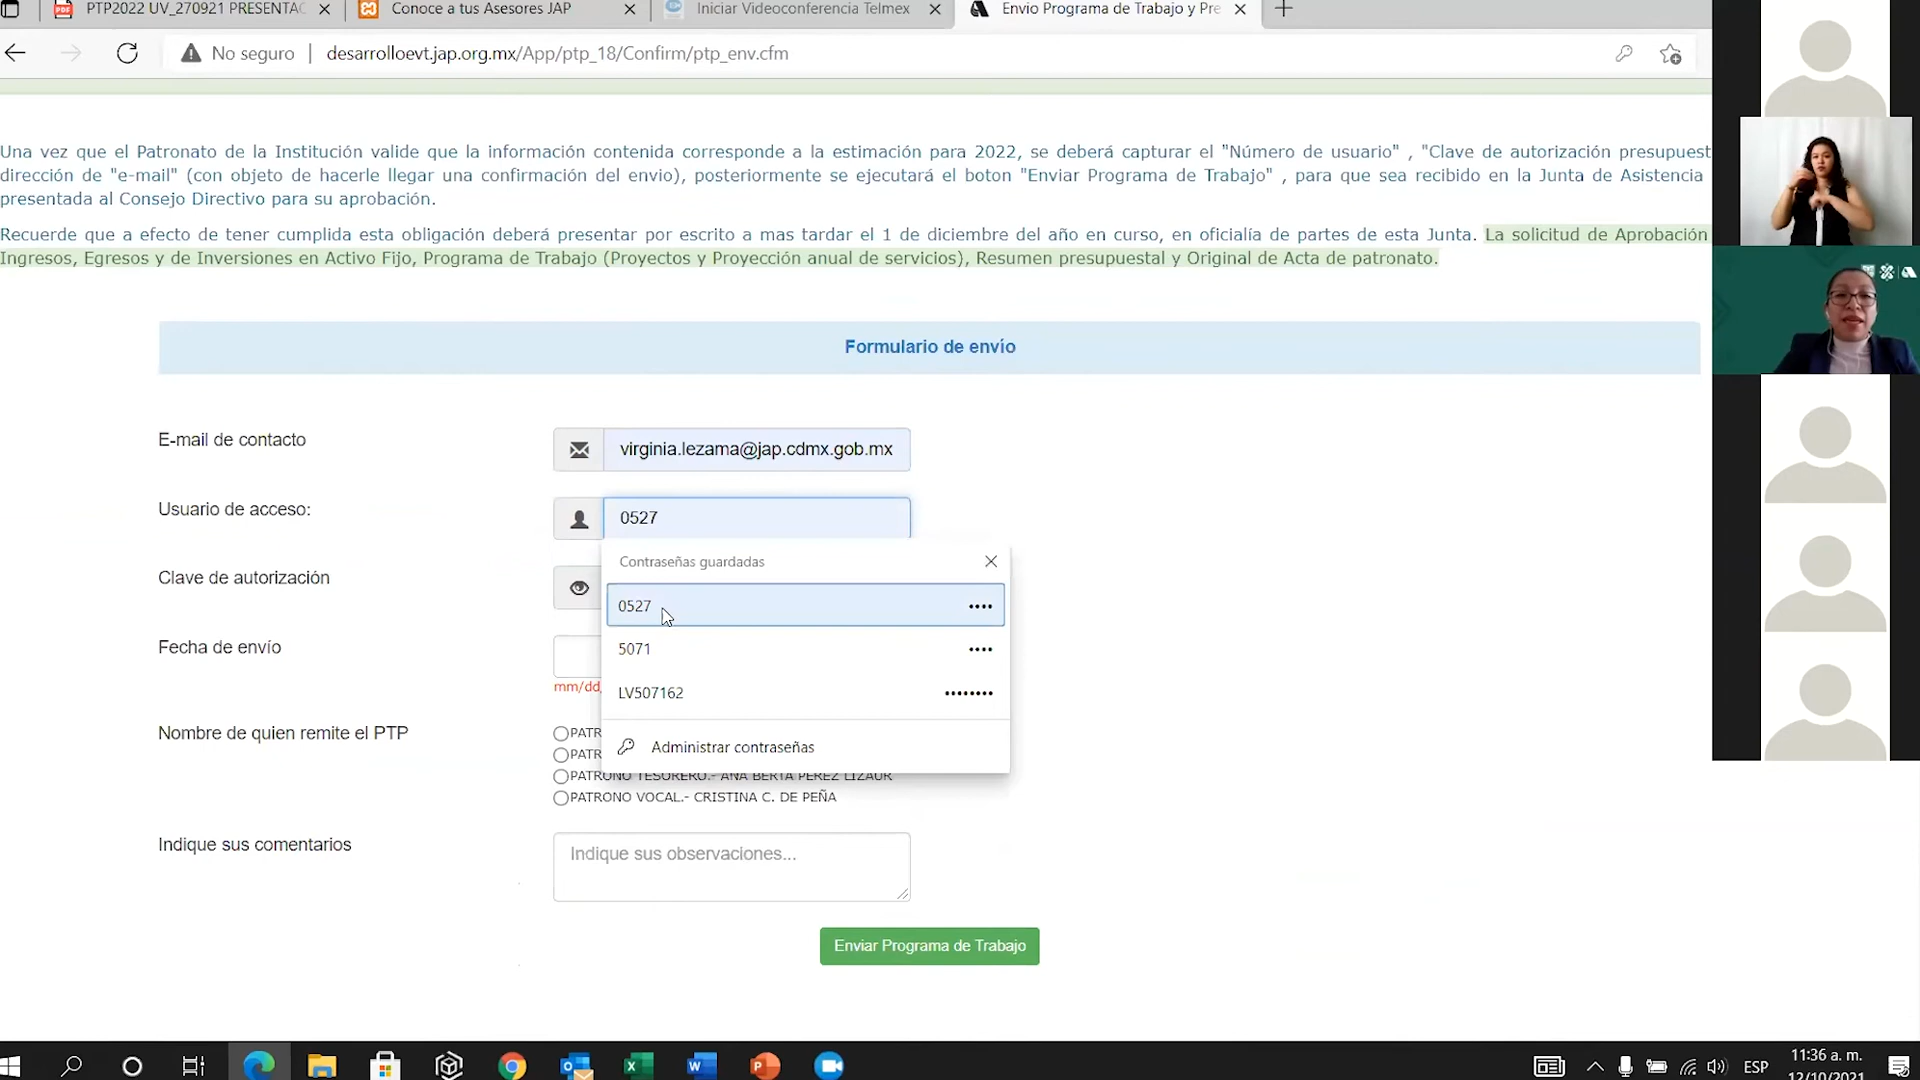 PTP2022 UV_270921 PRESENTAC
Conoce a tus Asesores JAP
Iniciar Videoconferencia Telmex
Envio Programa de Trabajo y Pre
No seguro | desarrolloevt.jap.org.mx/App/ptp_18/Confirm/ptp_env.cfm
Una vez que el Patronato de la Institución valide que la información contenida corresponde a la estimación para 2022, se deberá capturar el "Número de usuario" , "Clave de autorización presupuest
dirección de "e-mail" (con objeto de hacerle llegar una confirmación del envio), posteriormente se ejecutará el boton "Enviar Programa de Trabajo" , para que sea recibido en la Junta de Asistencia
presentada al Consejo Directivo para su aprobación.
Recuerde que a efecto de tener cumplida esta obligación deberá presentar por escrito a mas tardar el 1 de diciembre del año en curso, en oficialía de partes de esta Junta. La solicitud de Aprobación
Ingresos, Egresos y de Inversiones en Activo Fijo, Programa de Trabajo (Proyectos y Proyección anual de servicios), Resumen presupuestal y Original de Acta de patronato.
Formulario de envío
E-mail de contacto
virginia.lezama@jap.cdmx.gob.mx
Usuario de acceso:
0527
Contraseñas guardadas
Clave de autorización
0527 ••••
Fecha de envío
5071 ••••
mm/dd
LV507162 ••••••••
Nombre de quien remite el PTP
PATR
Administrar contraseñas
PATR
PATRONO TESORERO.- ANA BERTA PEREZ LIZAUR
PATRONO VOCAL.- CRISTINA C. DE PEÑA
Indique sus comentarios
Indique sus observaciones...
Enviar Programa de Trabajo
ESP
11:36 a. m.
12/10/2021